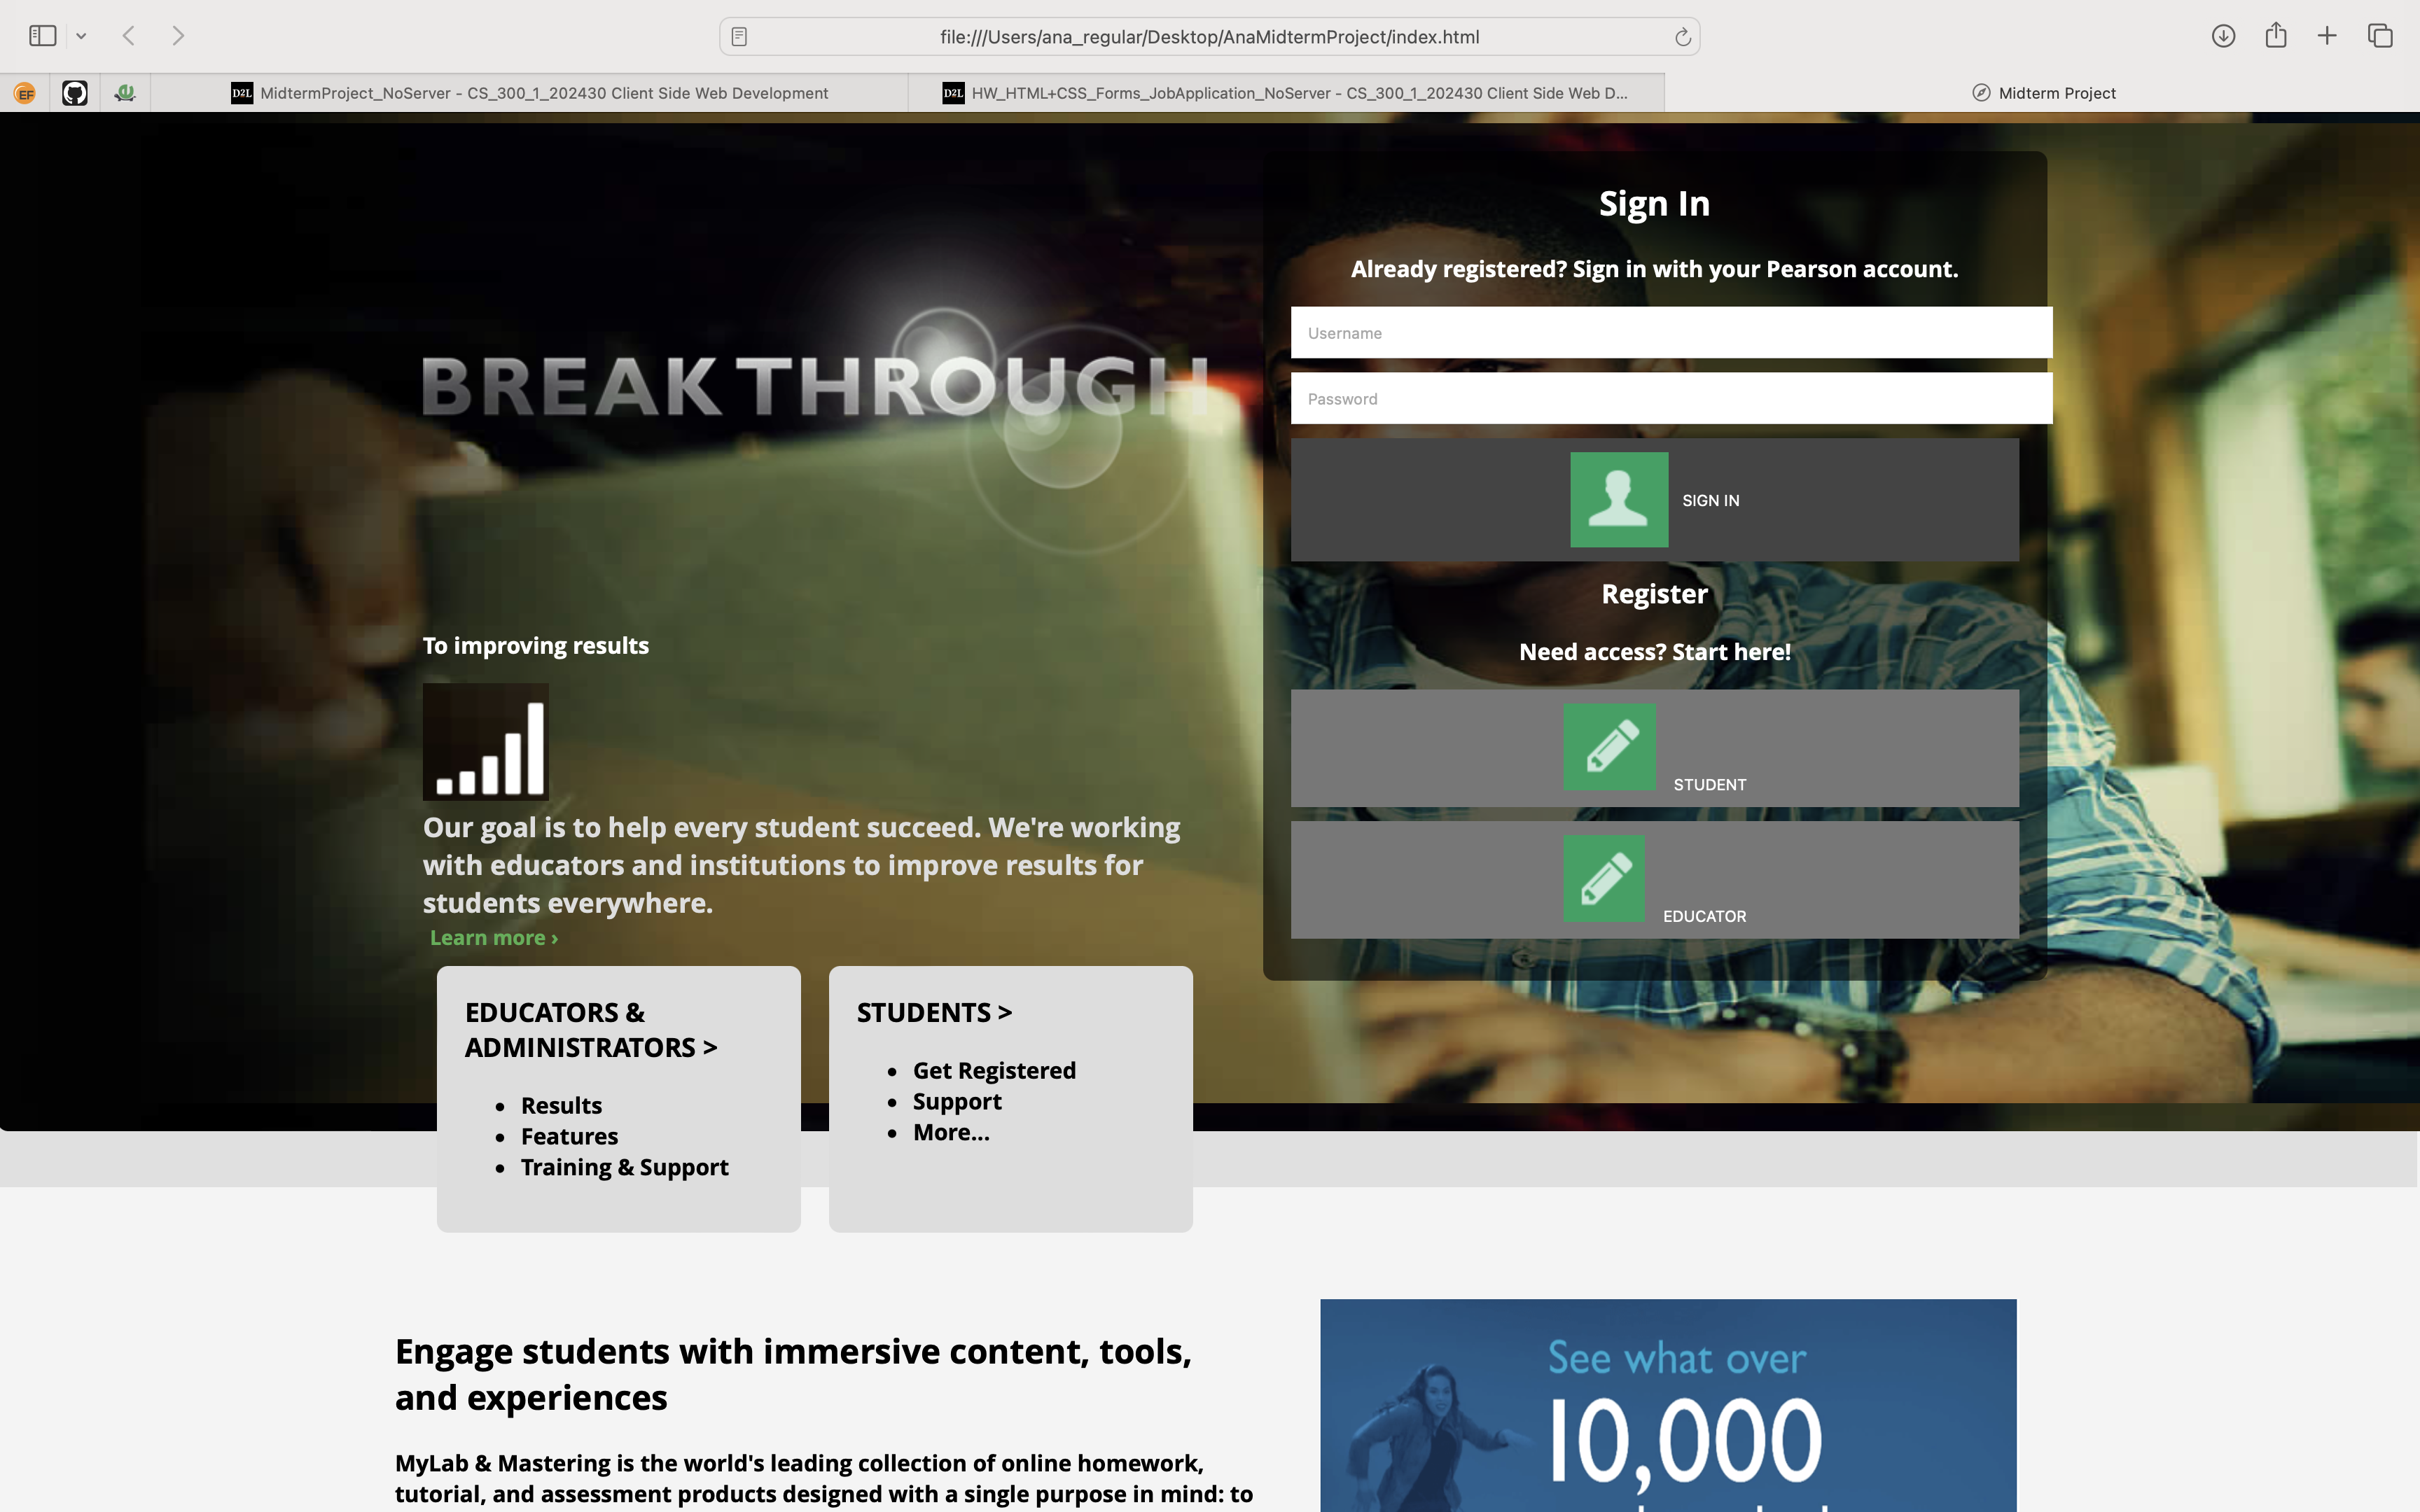 file:///Users/ana_regular/Desktop/AnaMidtermProject/index.html
EF
D2L MidtermProject_NoServer - CS_300_1_202430 Client Side Web Development
D2L HW_HTML+CSS_Forms_JobApplication_NoServer - CS_300_1_202430 Client Side Web D...
Midterm Project
BREAKTHROUGH
To improving results
Our goal is to help every student succeed. We're working
with educators and institutions to improve results for
students everywhere.
Learn more ›
Sign In
Already registered? Sign in with your Pearson account.
Username
Password
SIGN IN
Register
Need access? Start here!
STUDENT
EDUCATOR
EDUCATORS &
ADMINISTRATORS >
• Results
• Features
• Training & Support
STUDENTS >
• Get Registered
• Support
• More...
Engage students with immersive content, tools,
and experiences
MyLab & Mastering is the world's leading collection of online homework,
tutorial, and assessment products designed with a single purpose in mind: to
See what over
10,000